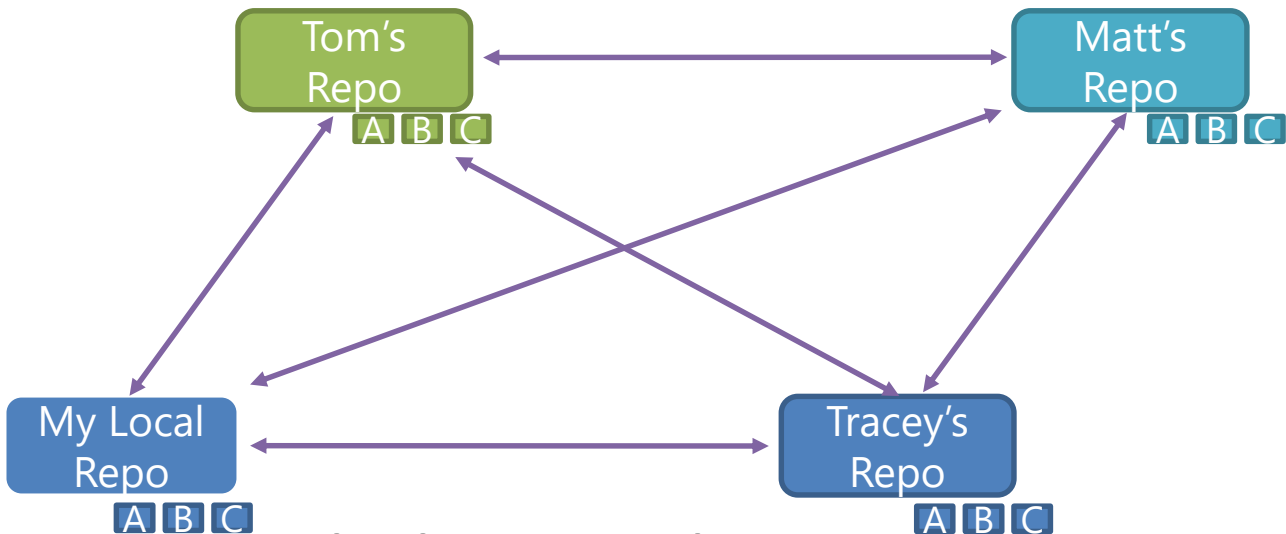 Tom’s
Repo
A B C
Matt’s
Repo
A B C
My Local
Repo
A B C
Tracey’s
Repo
A B C